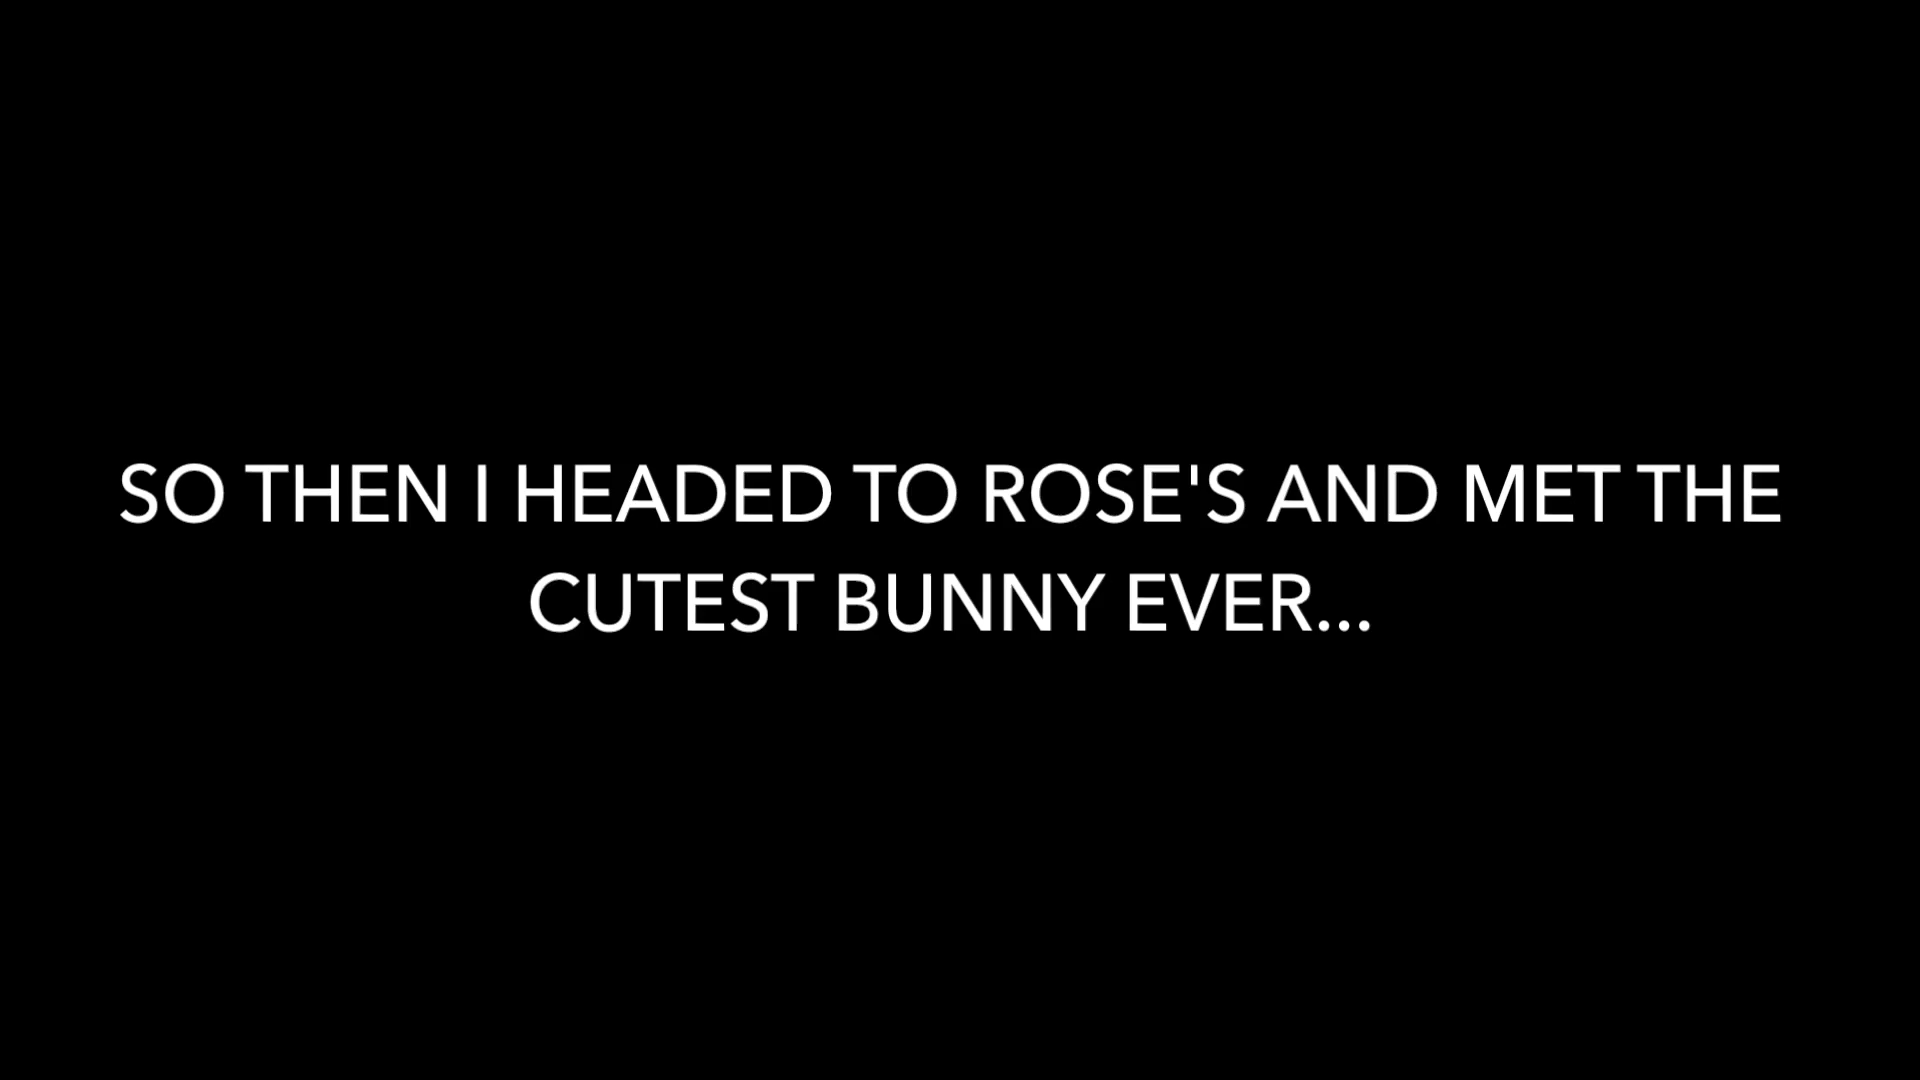 SO THEN I HEADED TO ROSE'S AND MET THE
CUTEST BUNNY EVER...